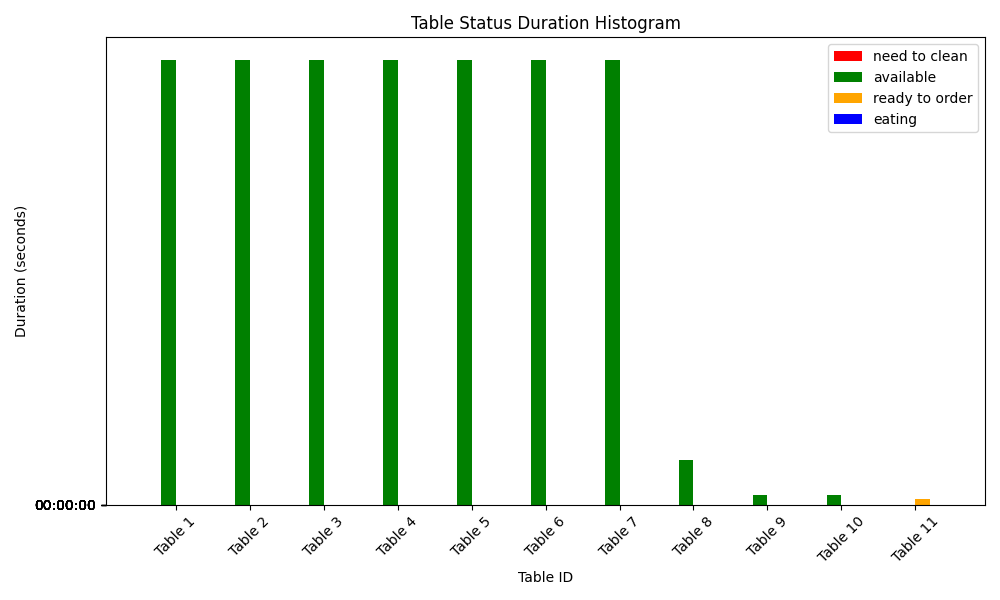 Table Status Duration Histogram
need to clean
available
ready to order
eating
Duration (seconds)
00:00:00
Table 1
Table 2
Table 3
Table 4
Table 5
Table 6
Table 7
Table 8
Table 9
Table 10
Table 11
Table ID